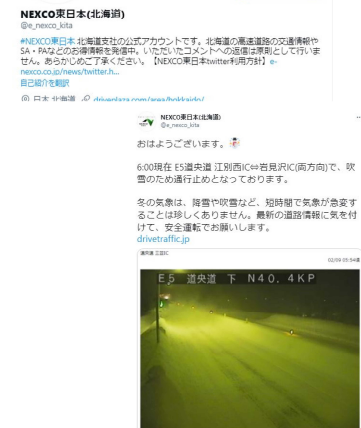 NEXCO東日本(北海道)
@e_nexco_kita
#NEXCO東日本 北海道支社の公式アカウントです。北海道の高速道路の交通情報や
SA・PAなどのお得情報を発信中。いただいたコメントへの返信は原則として行いま
せん。あらかじめご了承ください。【NEXCO東日本twitter利用方針】e-
nexco.co.jp/news/twitter.h...
自己紹介を翻訳
日本 北海道 driveplaza.com/area/hokkaido/
NEXCO東日本(北海道)
@e_nexco_kita
おはようございます。
6:00現在 E5道央道 江別西IC⇔岩見沢IC(両方向)で、吹
雪のため通行止めとなっております。
冬の気象は、降雪や吹雪など、短時間で気象が急変す
ることは珍しくありません。最新の道路情報に気を付
けて、安全運転でお願いします。
drivetraffic.jp
E5 道央道 下 N40.4KP